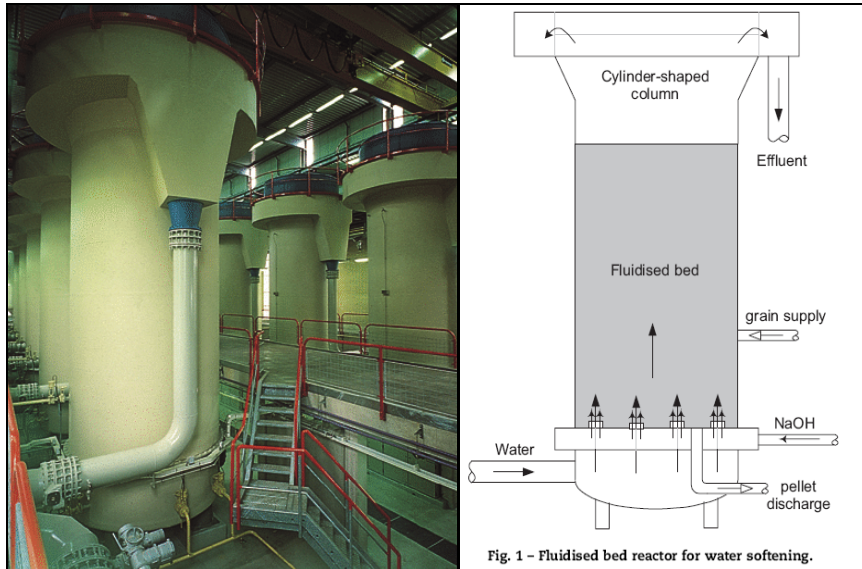 Cylinder-shaped
column
Effluent
Fluidised bed
grain supply
NaOH
Water
pellet
discharge
Fig. 1 – Fluidised bed reactor for water softening.